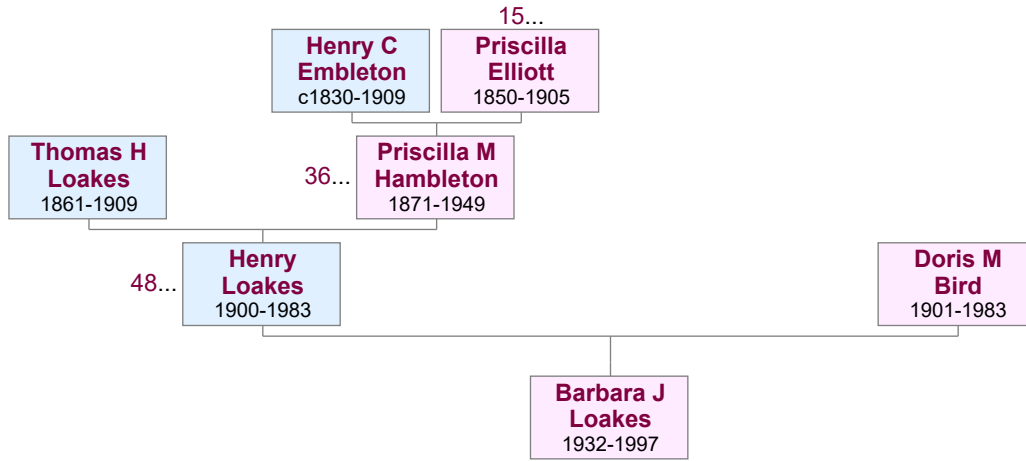 15...
Henry C
Embleton
c1830-1909
Priscilla
Elliott
1850-1905
Thomas H
Loakes
1861-1909
36...
Priscilla M
Hambleton
1871-1949
48...
Henry
Loakes
1900-1983
Doris M
Bird
1901-1983
Barbara J
Loakes
1932-1997